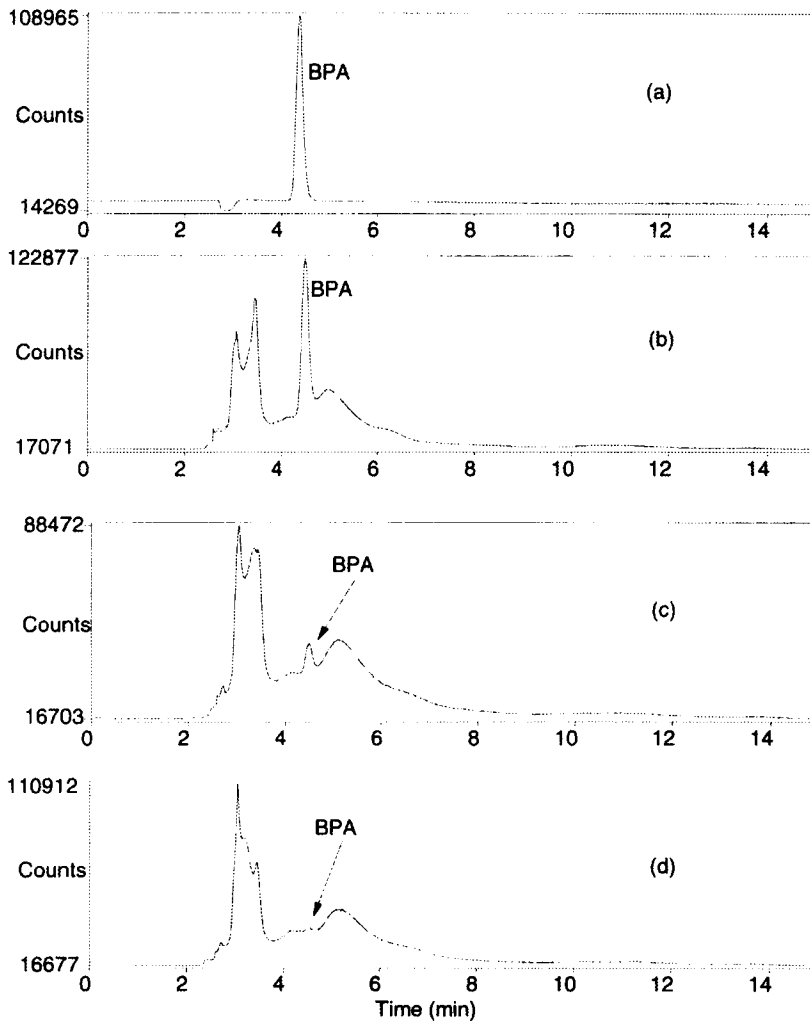 108965
BPA
(a)
Counts
14269
0 2 4 6 8 10 12 14
122877
BPA
(b)
Counts
17071
0 2 4 6 8 10 12 14
88472
BPA
(c)
Counts
16703
0 2 4 6 8 10 12 14
110912
BPA
(d)
Counts
16677
0 2 4 6 8 10 12 14
Time (min)